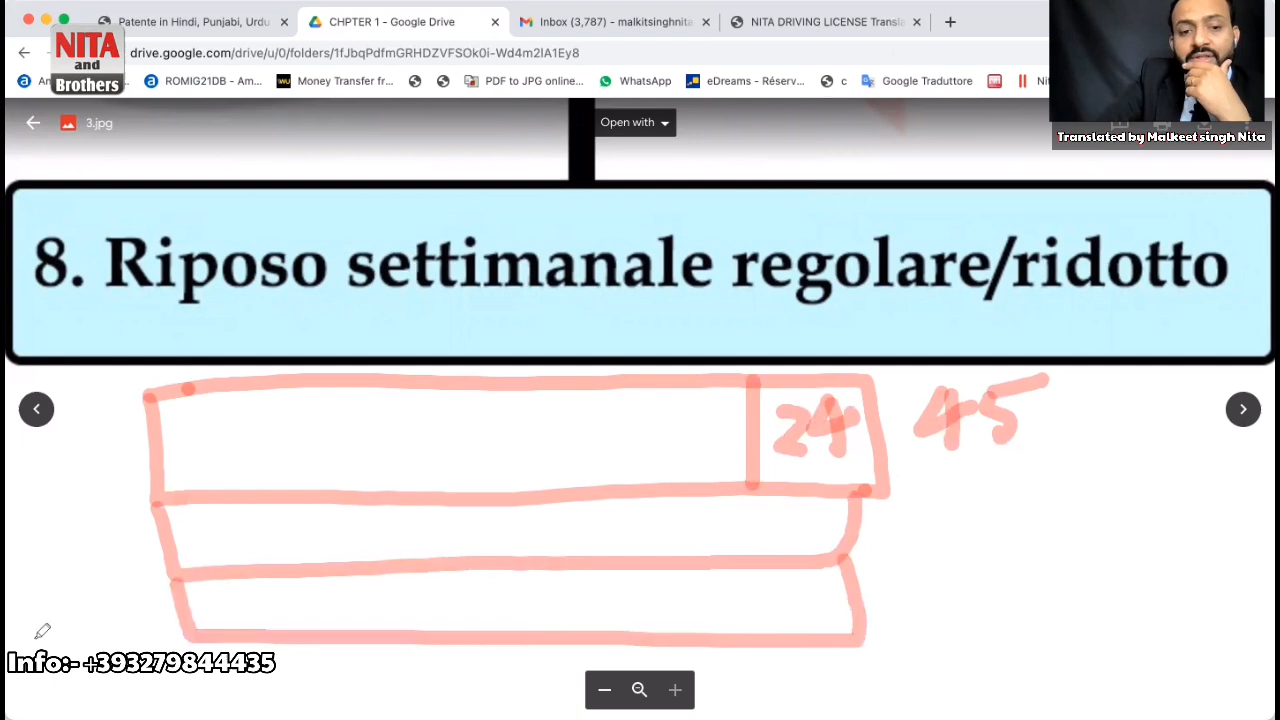 Patente in Hindi, Punjabi, Urdu
CHPTER 1 - Google Drive
Inbox (3,787) - malkitsinghnita
NITA DRIVING LICENSE Transla
NITA
and
Brothers
drive.google.com/drive/u/0/folders/1fJbqPdfmGRHDZVFSOk0i-Wd4m2lA1Ey8
ROMIG21DB - Am...
Money Transfer fr...
PDF to JPG online...
WhatsApp
eDreams - Réserv...
c
Google Traduttore
3.jpg
Open with
Translated by Malkeet singh Nita
8. Riposo settimanale regolare/ridotto
24 45
Info:- +393279844435